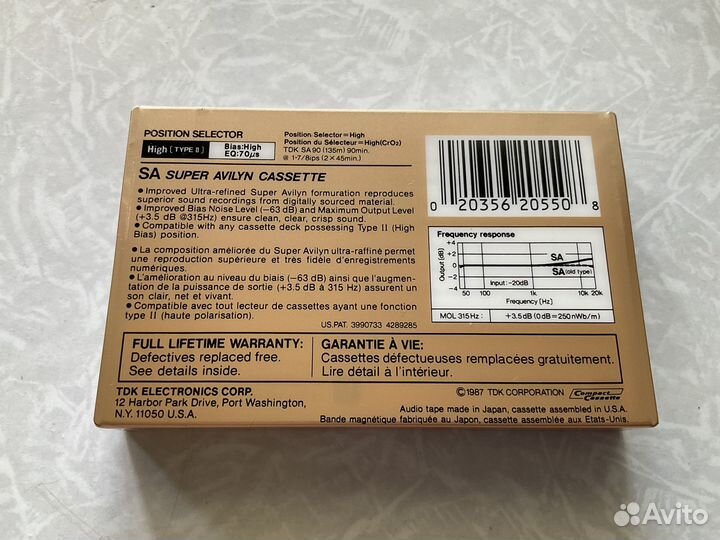 POSITION SELECTOR
High [TYPE II] Bias:High
EQ:70μs
Position Selector=High
Position du Sélecteur=High(CrO₂)
TDK SA90 (135m) 90min.
@ 1-7/8ips (2×45min.)
SA SUPER AVILYN CASSETTE
• Improved Ultra-refined Super Avilyn formuration reproduces
superior sound recordings from digitally sourced material.
• Improved Bias Noise Level (−63 dB) and Maximum Output Level
(+3.5 dB @315Hz) ensure clean, clear, crisp sound.
• Compatible with any cassette deck possessing Type II (High
Bias) position.
• La composition améliorée du Super Avilyn ultra-raffiné permet
une reproduction supérieure et très fidèle d'enregistrements
numériques.
• L'amélioration au niveau du biais (−63 dB) ainsi que l'augmen-
tation de la puissance de sortie (+3.5 dB à 315 Hz) assurent un
son clair, net et vivant.
• Compatible avec tout lecteur de cassettes ayant une fonction
type II (haute polarisation).
US.PAT. 3990733 4289285
0 20356 20550 8
Frequency response
Output [dB]
+4
+2
0
−2
−4
SA
SA (old type)
Input: −20dB
50 100 1k 10k 20k
Frequency [Hz]
MOL 315Hz: +3.5dB (0dB=250nWb/m)
FULL LIFETIME WARRANTY:
Defectives replaced free.
See details inside.
GARANTIE À VIE:
Cassettes défectueuses remplacées gratuitement.
Lire détail à l'intérieur.
TDK ELECTRONICS CORP.
12 Harbor Park Drive, Port Washington,
N.Y. 11050 U.S.A.
©1987 TDK CORPORATION
Compact Cassette
Audio tape made in Japan, cassette assembled in U.S.A.
Bande magnétique fabriquée au Japon, cassette assemblée aux Etats-Unis.
Avito